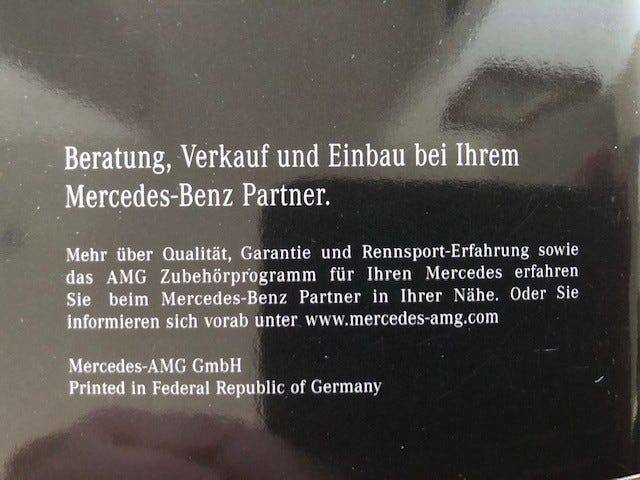 Beratung, Verkauf und Einbau bei Ihrem
Mercedes-Benz Partner.
Mehr über Qualität, Garantie und Rennsport-Erfahrung sowie
das AMG Zubehörprogramm für Ihren Mercedes erfahren
Sie beim Mercedes-Benz Partner in Ihrer Nähe. Oder Sie
informieren sich vorab unter www.mercedes-amg.com
Mercedes-AMG GmbH
Printed in Federal Republic of Germany